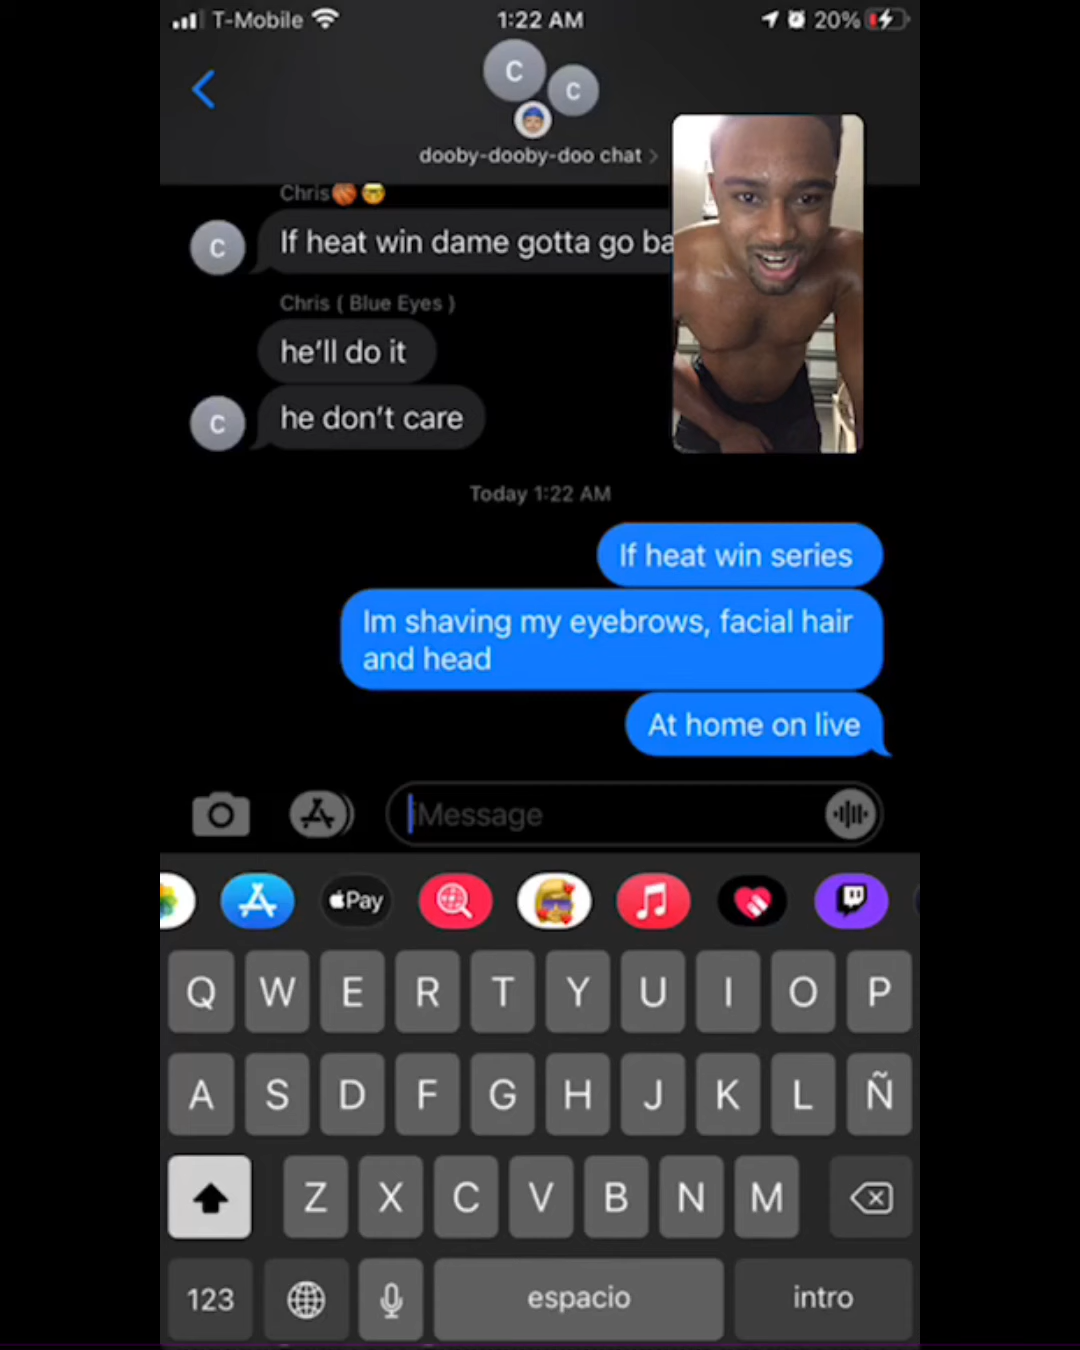 T-Mobile 1:22 AM 20%
C
C
dooby-dooby-doo chat
Chris
C
If heat win dame gotta go
Chris ( Blue Eyes )
he'll do it
C
he don't care
Today 1:22 AM
If heat win series
Im shaving my eyebrows, facial hair
and head
At home on live
iMessage
Pay
Q W E R T Y U I O P
A S D F G H J K L Ñ
Z X C V B N M
123 espacio intro